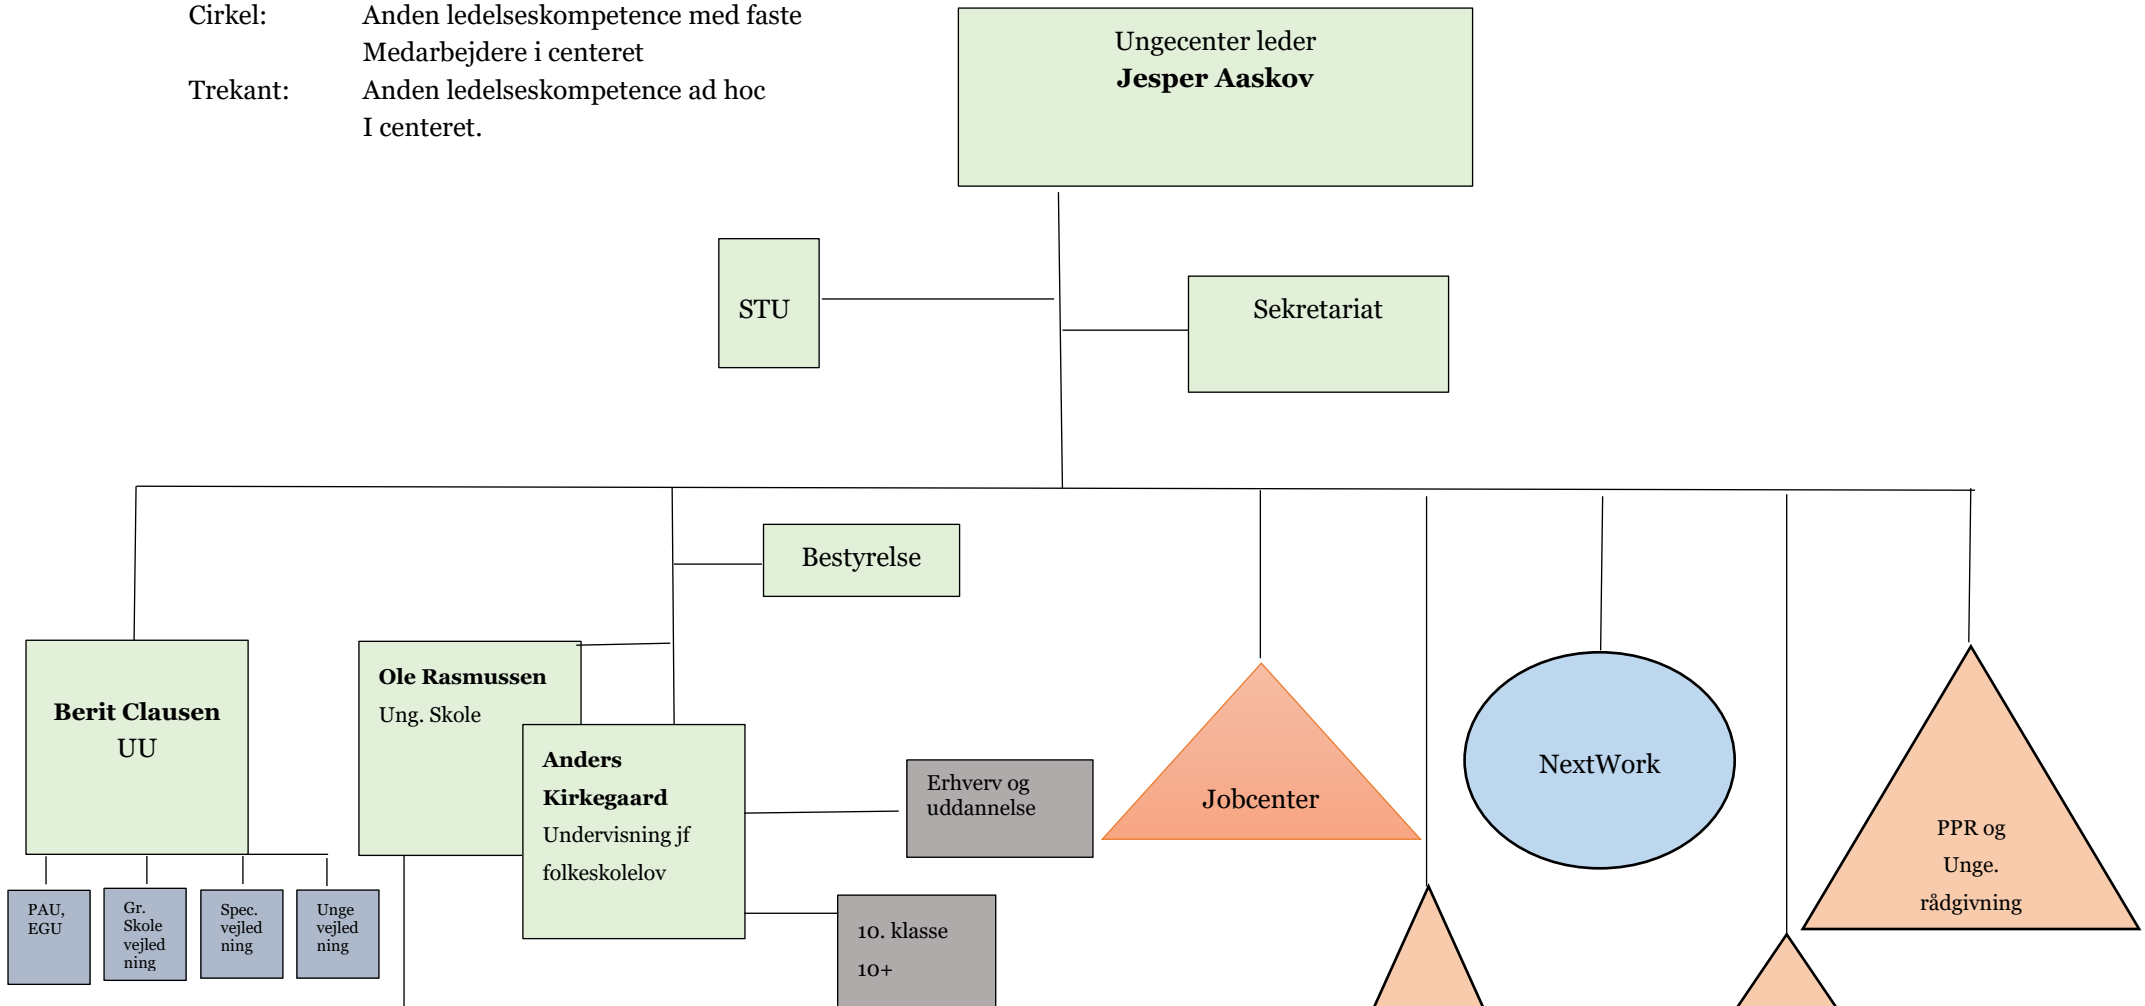 Cirkel: Anden ledelseskompetence med faste
Medarbejdere i centeret
Trekant: Anden ledelseskompetence ad hoc
I centeret.
Ungecenter leder
Jesper Aaskov
STU
Sekretariat
Bestyrelse
Berit Clausen
UU
Ole Rasmussen
Ung. Skole
Anders
Kirkegaard
Undervisning jf
folkeskolelov
Erhverv og
uddannelse
Jobcenter
NextWork
PPR og
Unge.
rådgivning
PAU,
EGU
Gr.
Skole
vejled
ning
Spec.
vejled
ning
Unge
vejled
ning
10. klasse
10+